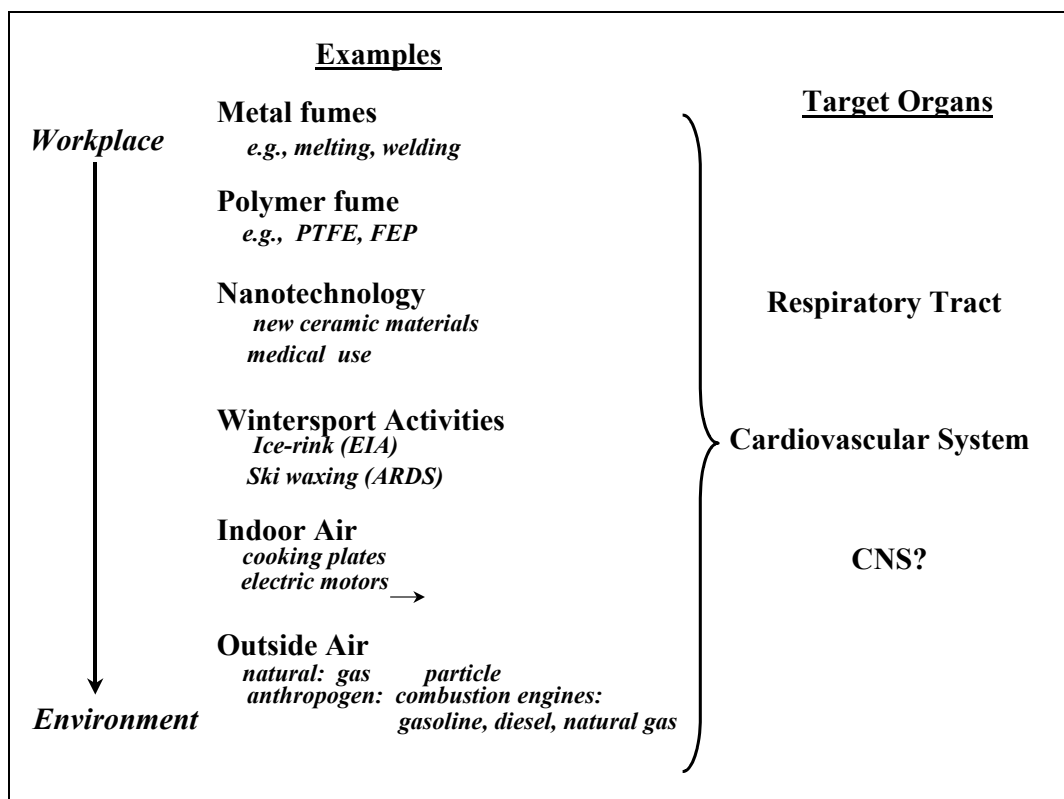 Examples
Target Organs
Workplace
Metal fumes
e.g., melting, welding
Polymer fume
e.g., PTFE, FEP
Nanotechnology
new ceramic materials
medical use
Respiratory Tract
Wintersport Activities
Ice-rink (EIA)
Ski waxing (ARDS)
Cardiovascular System
Indoor Air
cooking plates
electric motors
CNS?
Outside Air
natural: gas particle
anthropogen: combustion engines:
gasoline, diesel, natural gas
Environment